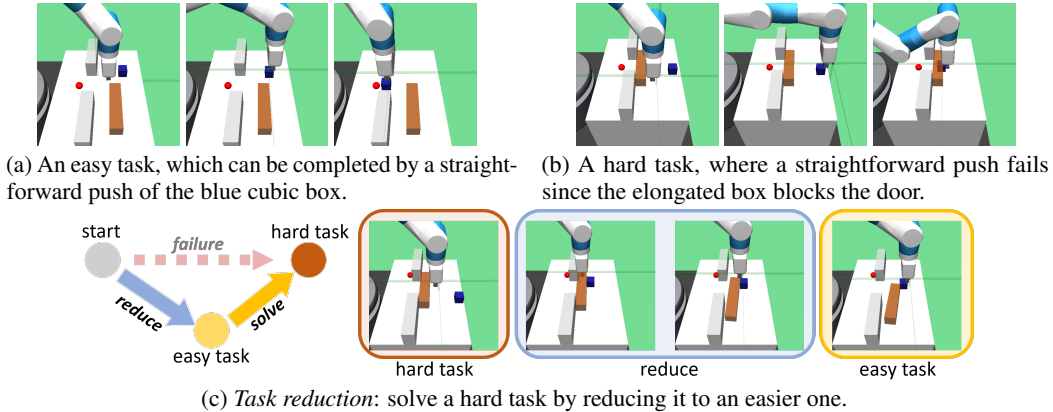 (a) An easy task, which can be completed by a straight-
forward push of the blue cubic box.
(b) A hard task, where a straightforward push fails
since the elongated box blocks the door.
start
failure
hard task
reduce
solve
easy task
hard task
reduce
easy task
(c) Task reduction: solve a hard task by reducing it to an easier one.